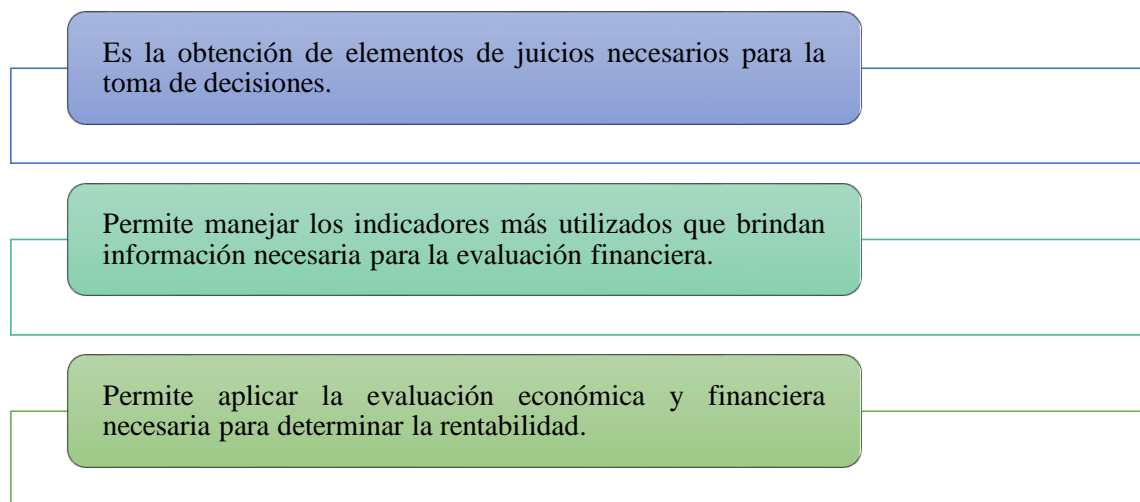 Es la obtención de elementos de juicios necesarios para la
toma de decisiones.
Permite manejar los indicadores más utilizados que brindan
información necesaria para la evaluación financiera.
Permite aplicar la evaluación económica y financiera
necesaria para determinar la rentabilidad.